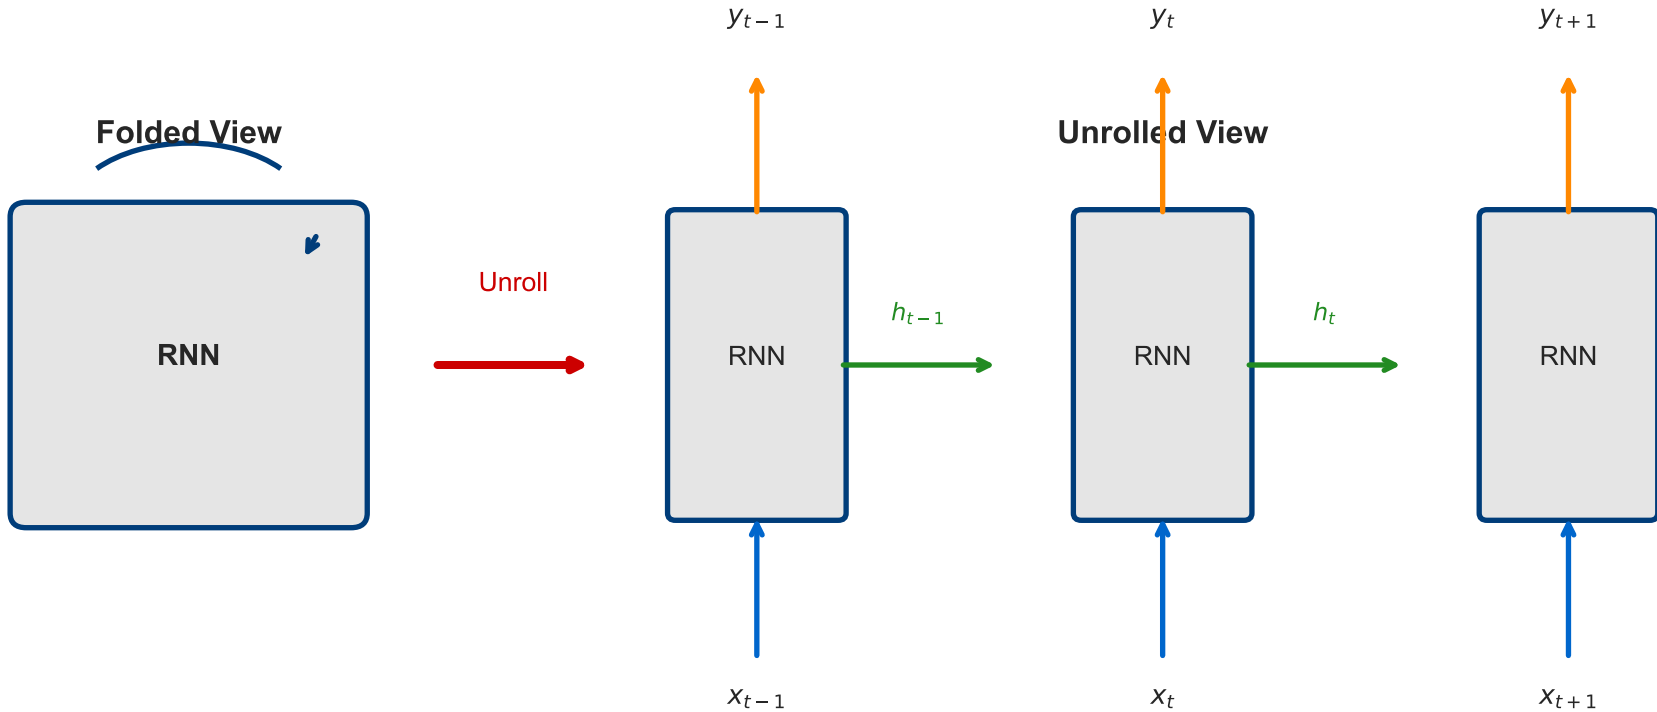 y_{t-1}
y_t
y_{t+1}
Folded View
Unrolled View
Unroll
h_{t-1}
h_t
RNN
RNN
RNN
RNN
x_{t-1}
x_t
x_{t+1}